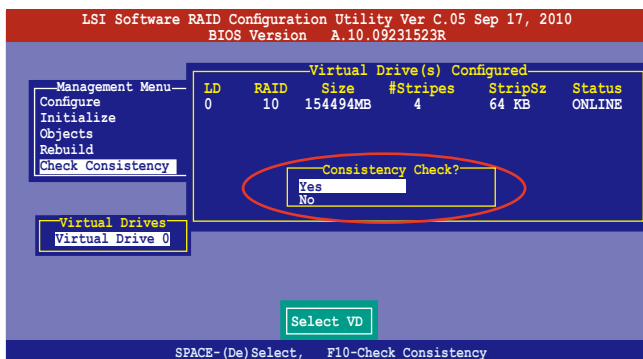 LSI Software RAID Configuration Utility Ver C.05 Sep 17, 2010
BIOS Version A.10.09231523R
Management Menu
Configure
Initialize
Objects
Rebuild
Check Consistency
Virtual Drive(s) Configured
LD RAID Size #Stripes StripSz Status
0 10 154494MB 4 64 KB ONLINE
Consistency Check?
Yes
No
Virtual Drives
Virtual Drive 0
Select VD
SPACE-(De)Select, F10-Check Consistency